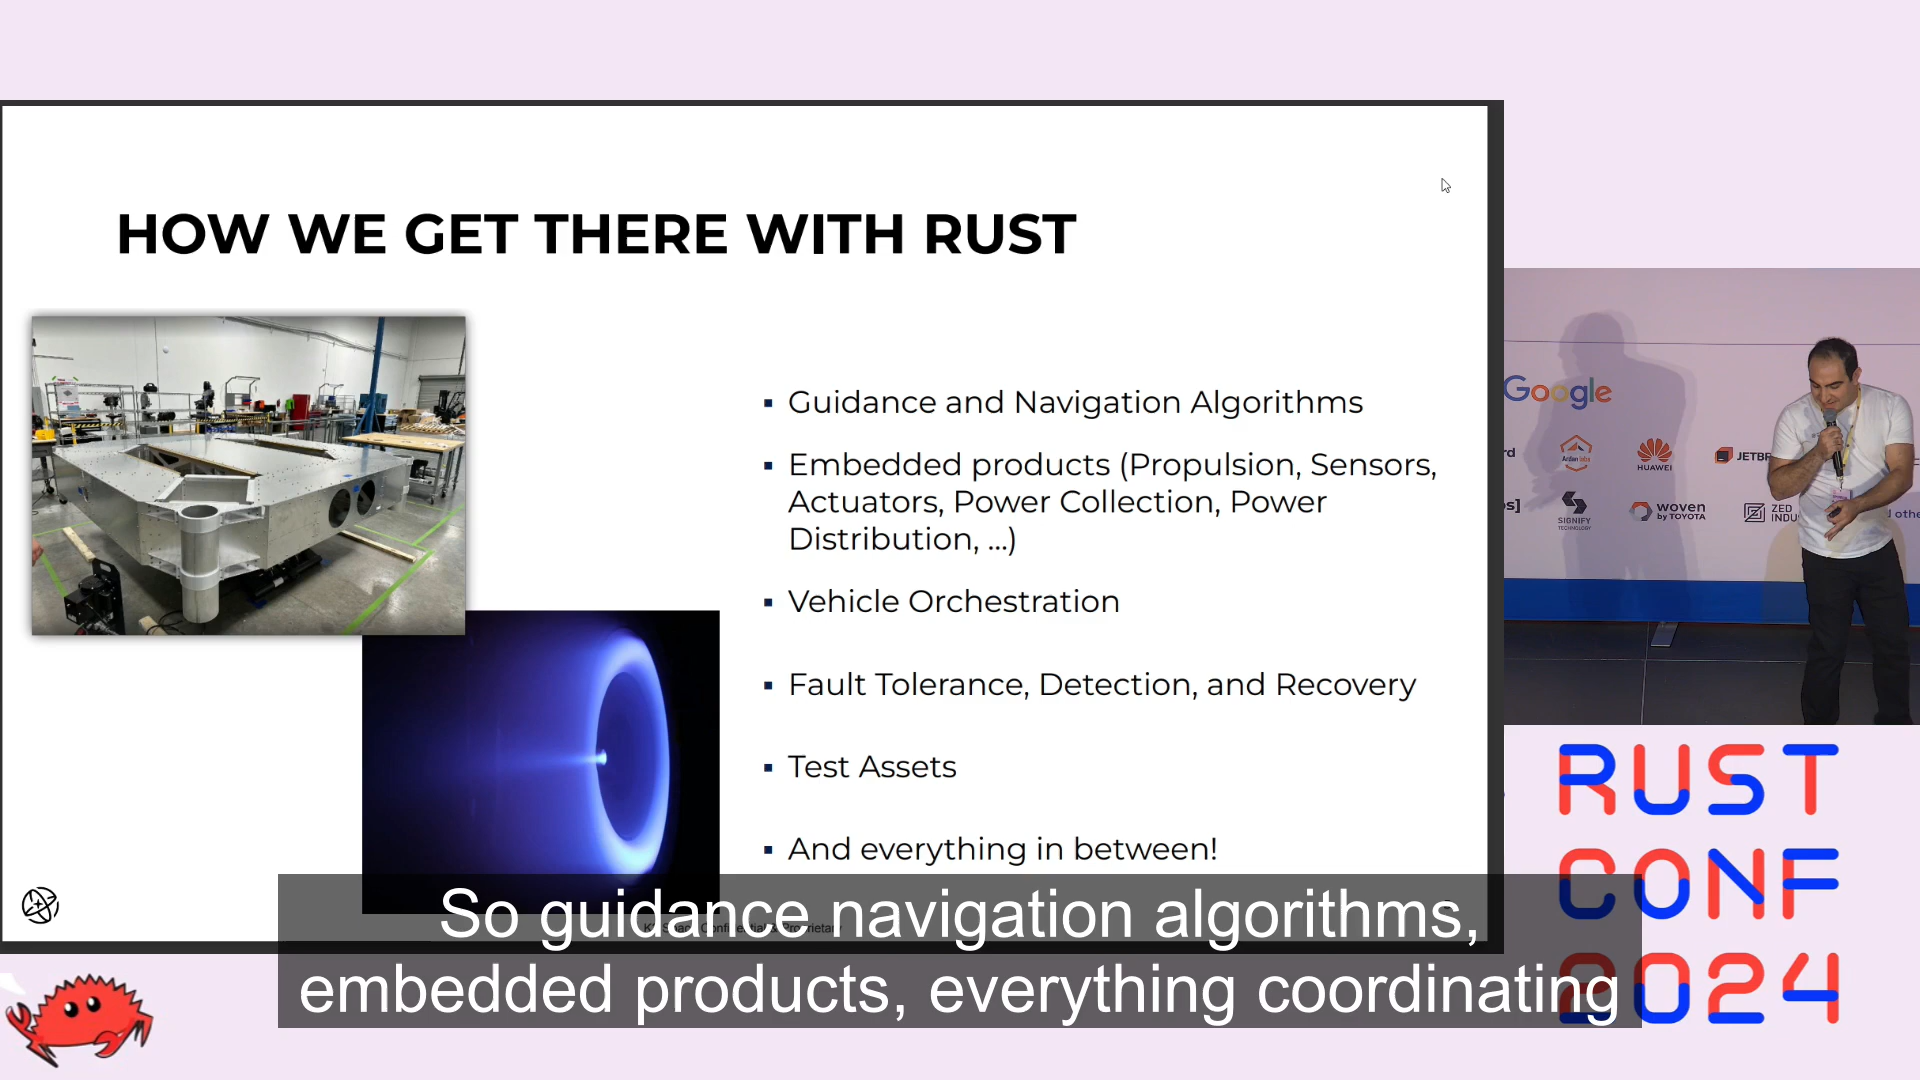 HOW WE GET THERE WITH RUST
▪ Guidance and Navigation Algorithms
▪ Embedded products (Propulsion, Sensors,
Actuators, Power Collection, Power
Distribution, ...)
▪ Vehicle Orchestration
▪ Fault Tolerance, Detection, and Recovery
▪ Test Assets
▪ And everything in between!
Google
HUAWEI
JETB
SIGNIFY
TECHNOLOGY
woven
by TOYOTA
ZED
INDU
So guidance navigation algorithms,
embedded products, everything coordinating
RUST
CONF
2024